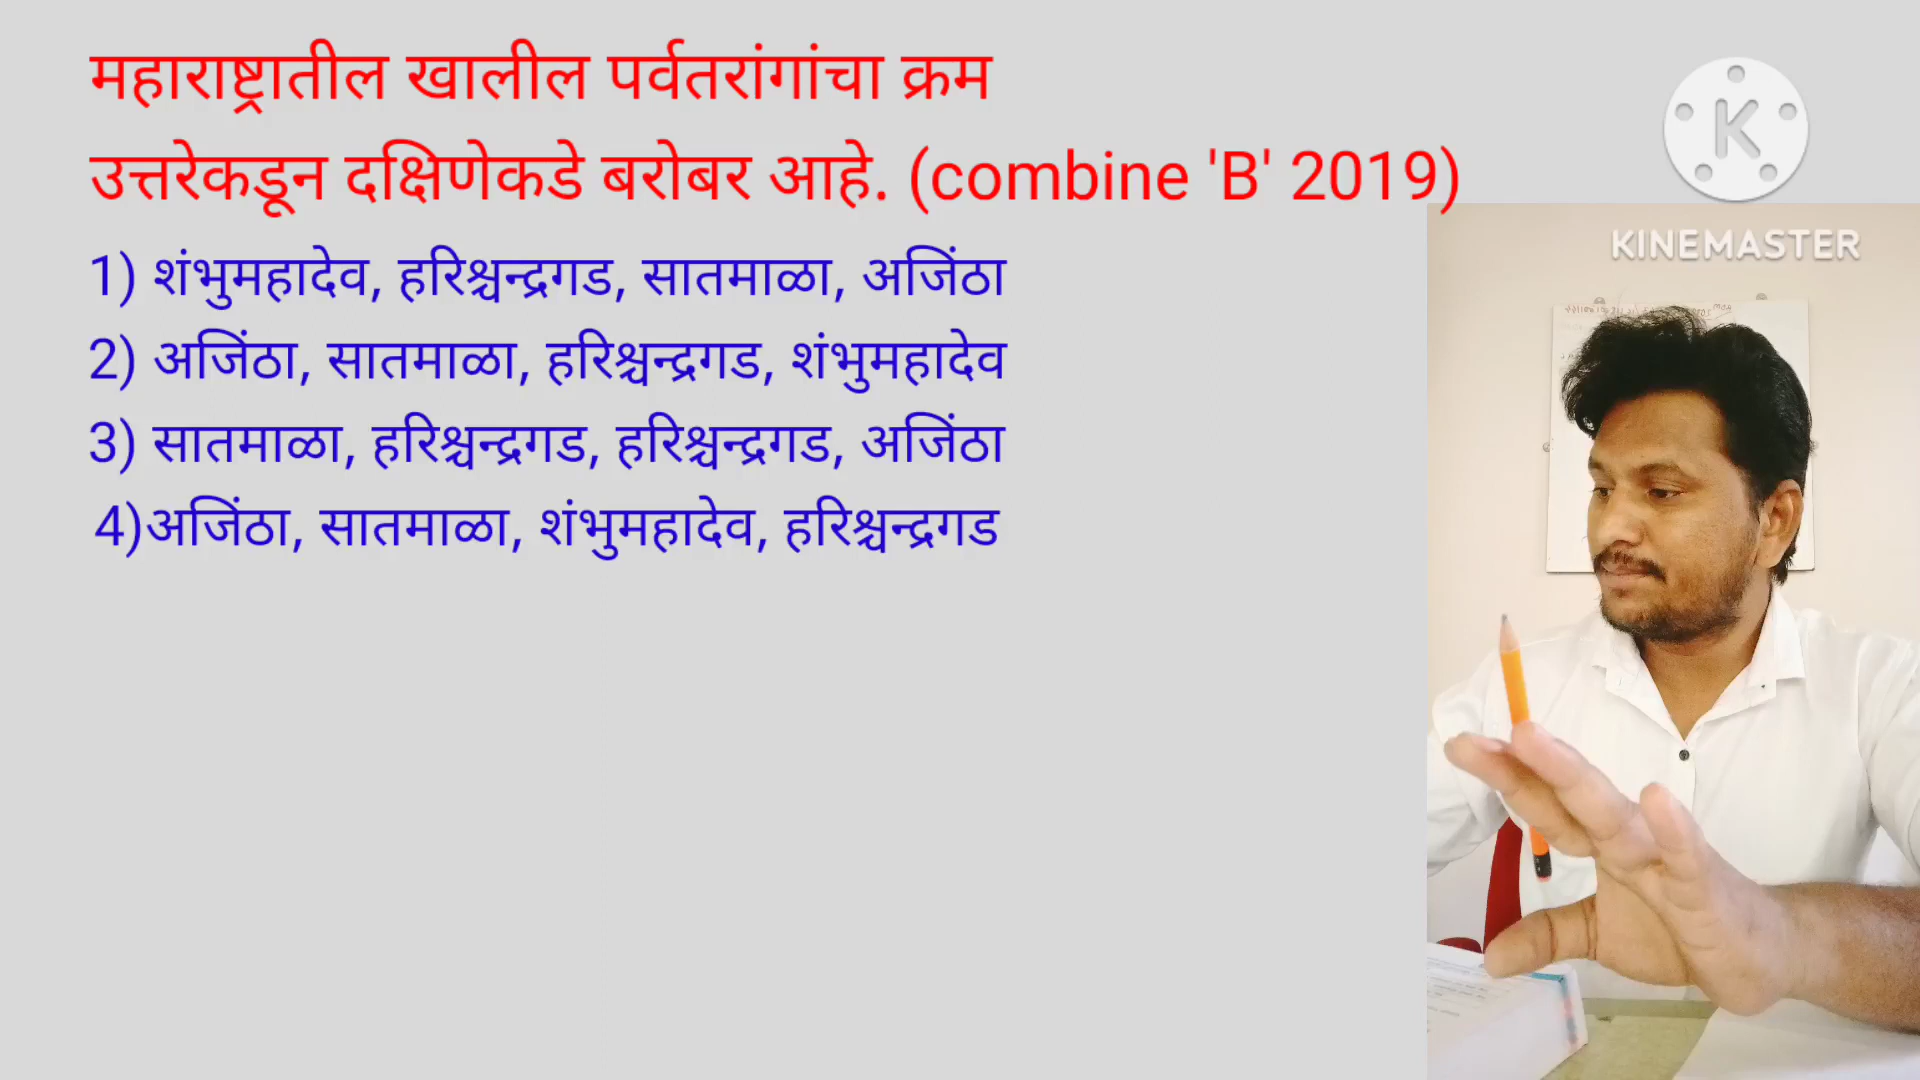 महाराष्ट्रातील खालील पर्वतरांगांचा क्रम
उत्तरेकडून दक्षिणेकडे बरोबर आहे. (combine 'B' 2019)
1) शंभुमहादेव, हरिश्चन्द्रगड, सातमाळा, अजिंठा
2) अजिंठा, सातमाळा, हरिश्चन्द्रगड, शंभुमहादेव
3) सातमाळा, हरिश्चन्द्रगड, हरिश्चन्द्रगड, अजिंठा
4)अजिंठा, सातमाळा, शंभुमहादेव, हरिश्चन्द्रगड
K
KINEMASTER